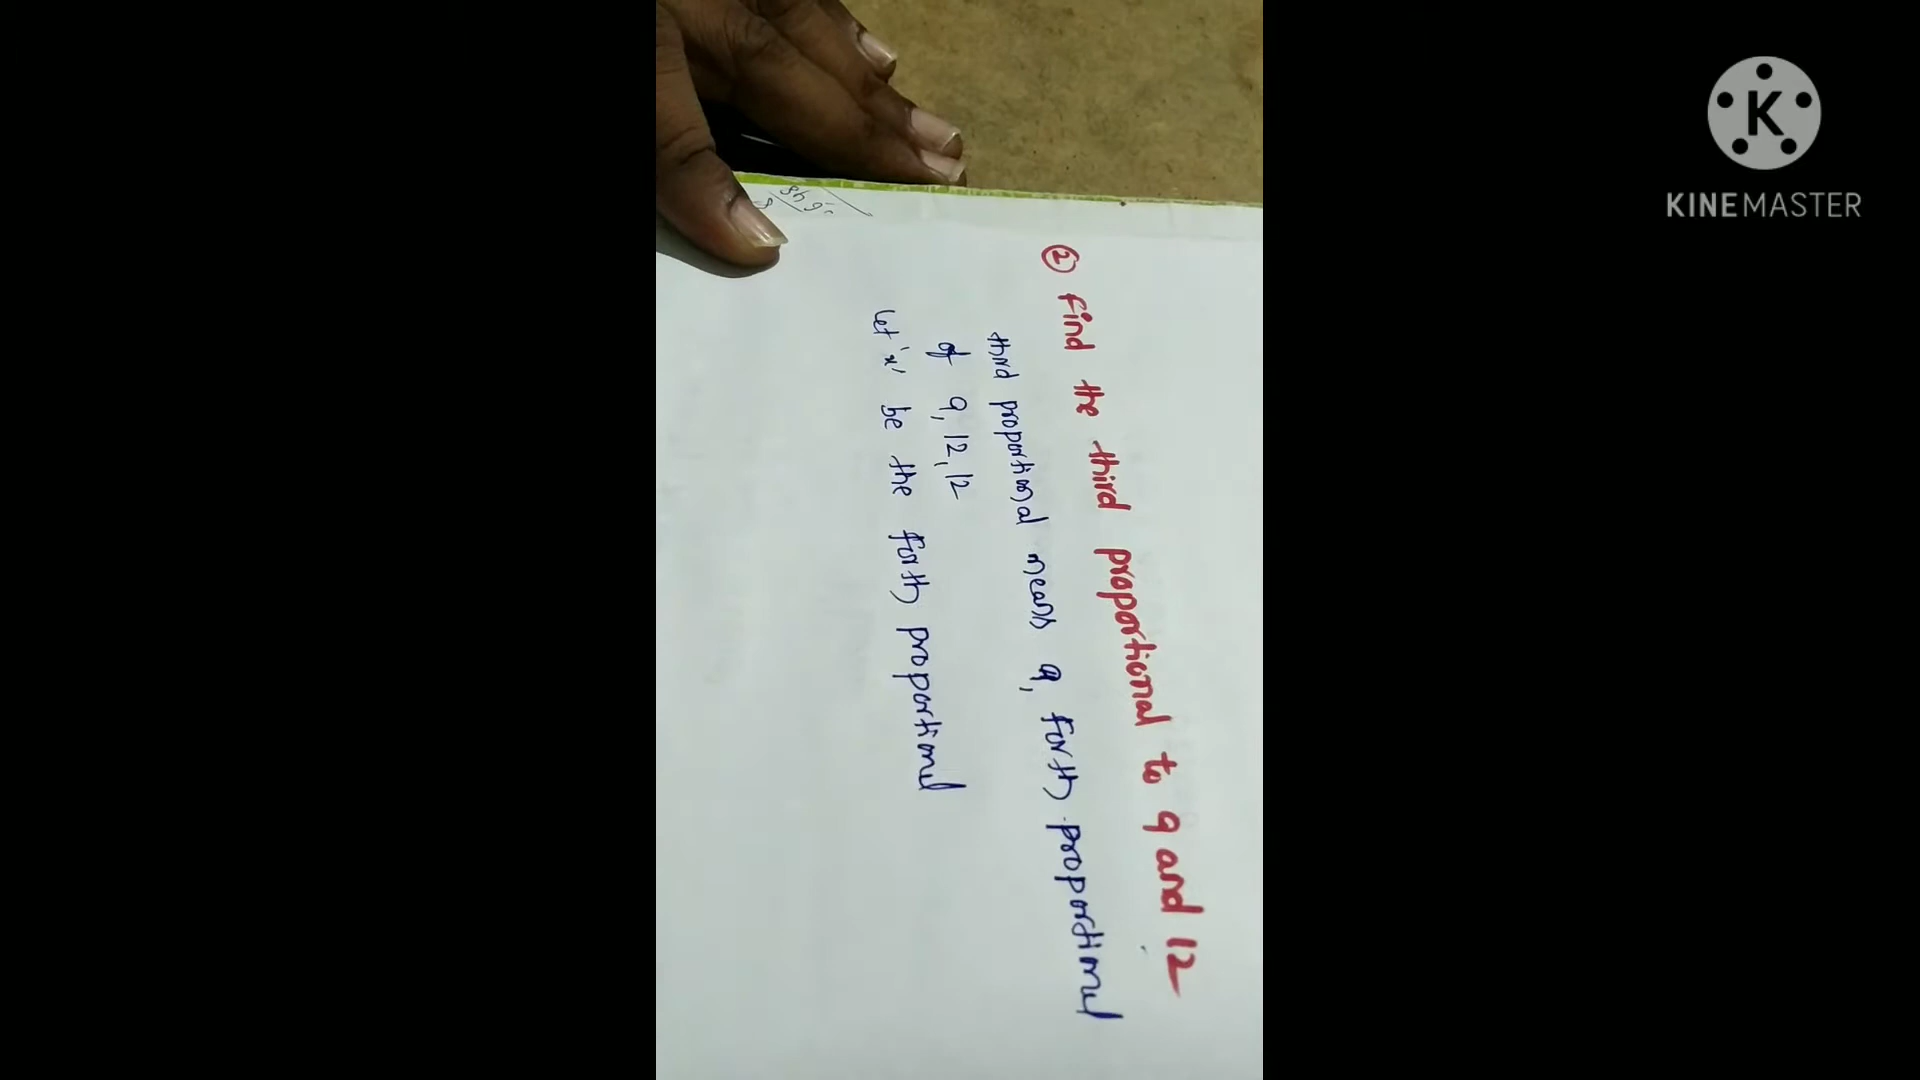 ② Find the third proportional to 9 and 12
third proportional means 9, forth proportional
of 9, 12, 12
let 'x' be the forth proportional
K
KINEMASTER